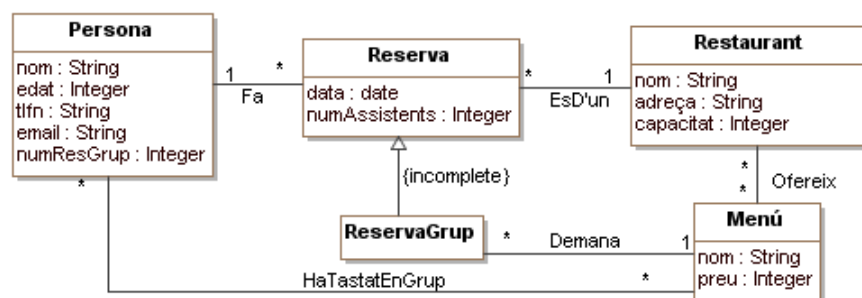 Persona
nom : String
edat : Integer
tlfn : String
email : String
numResGrup : Integer
1
*
Fa
Reserva
data : date
numAssistents : Integer
*
1
EsD'un
Restaurant
nom : String
adreça : String
capacitat : Integer
{incomplete}
*
*
Ofereix
ReservaGrup
*
Demana
1
Menú
nom : String
preu : Integer
*
HaTastatEnGrup
*